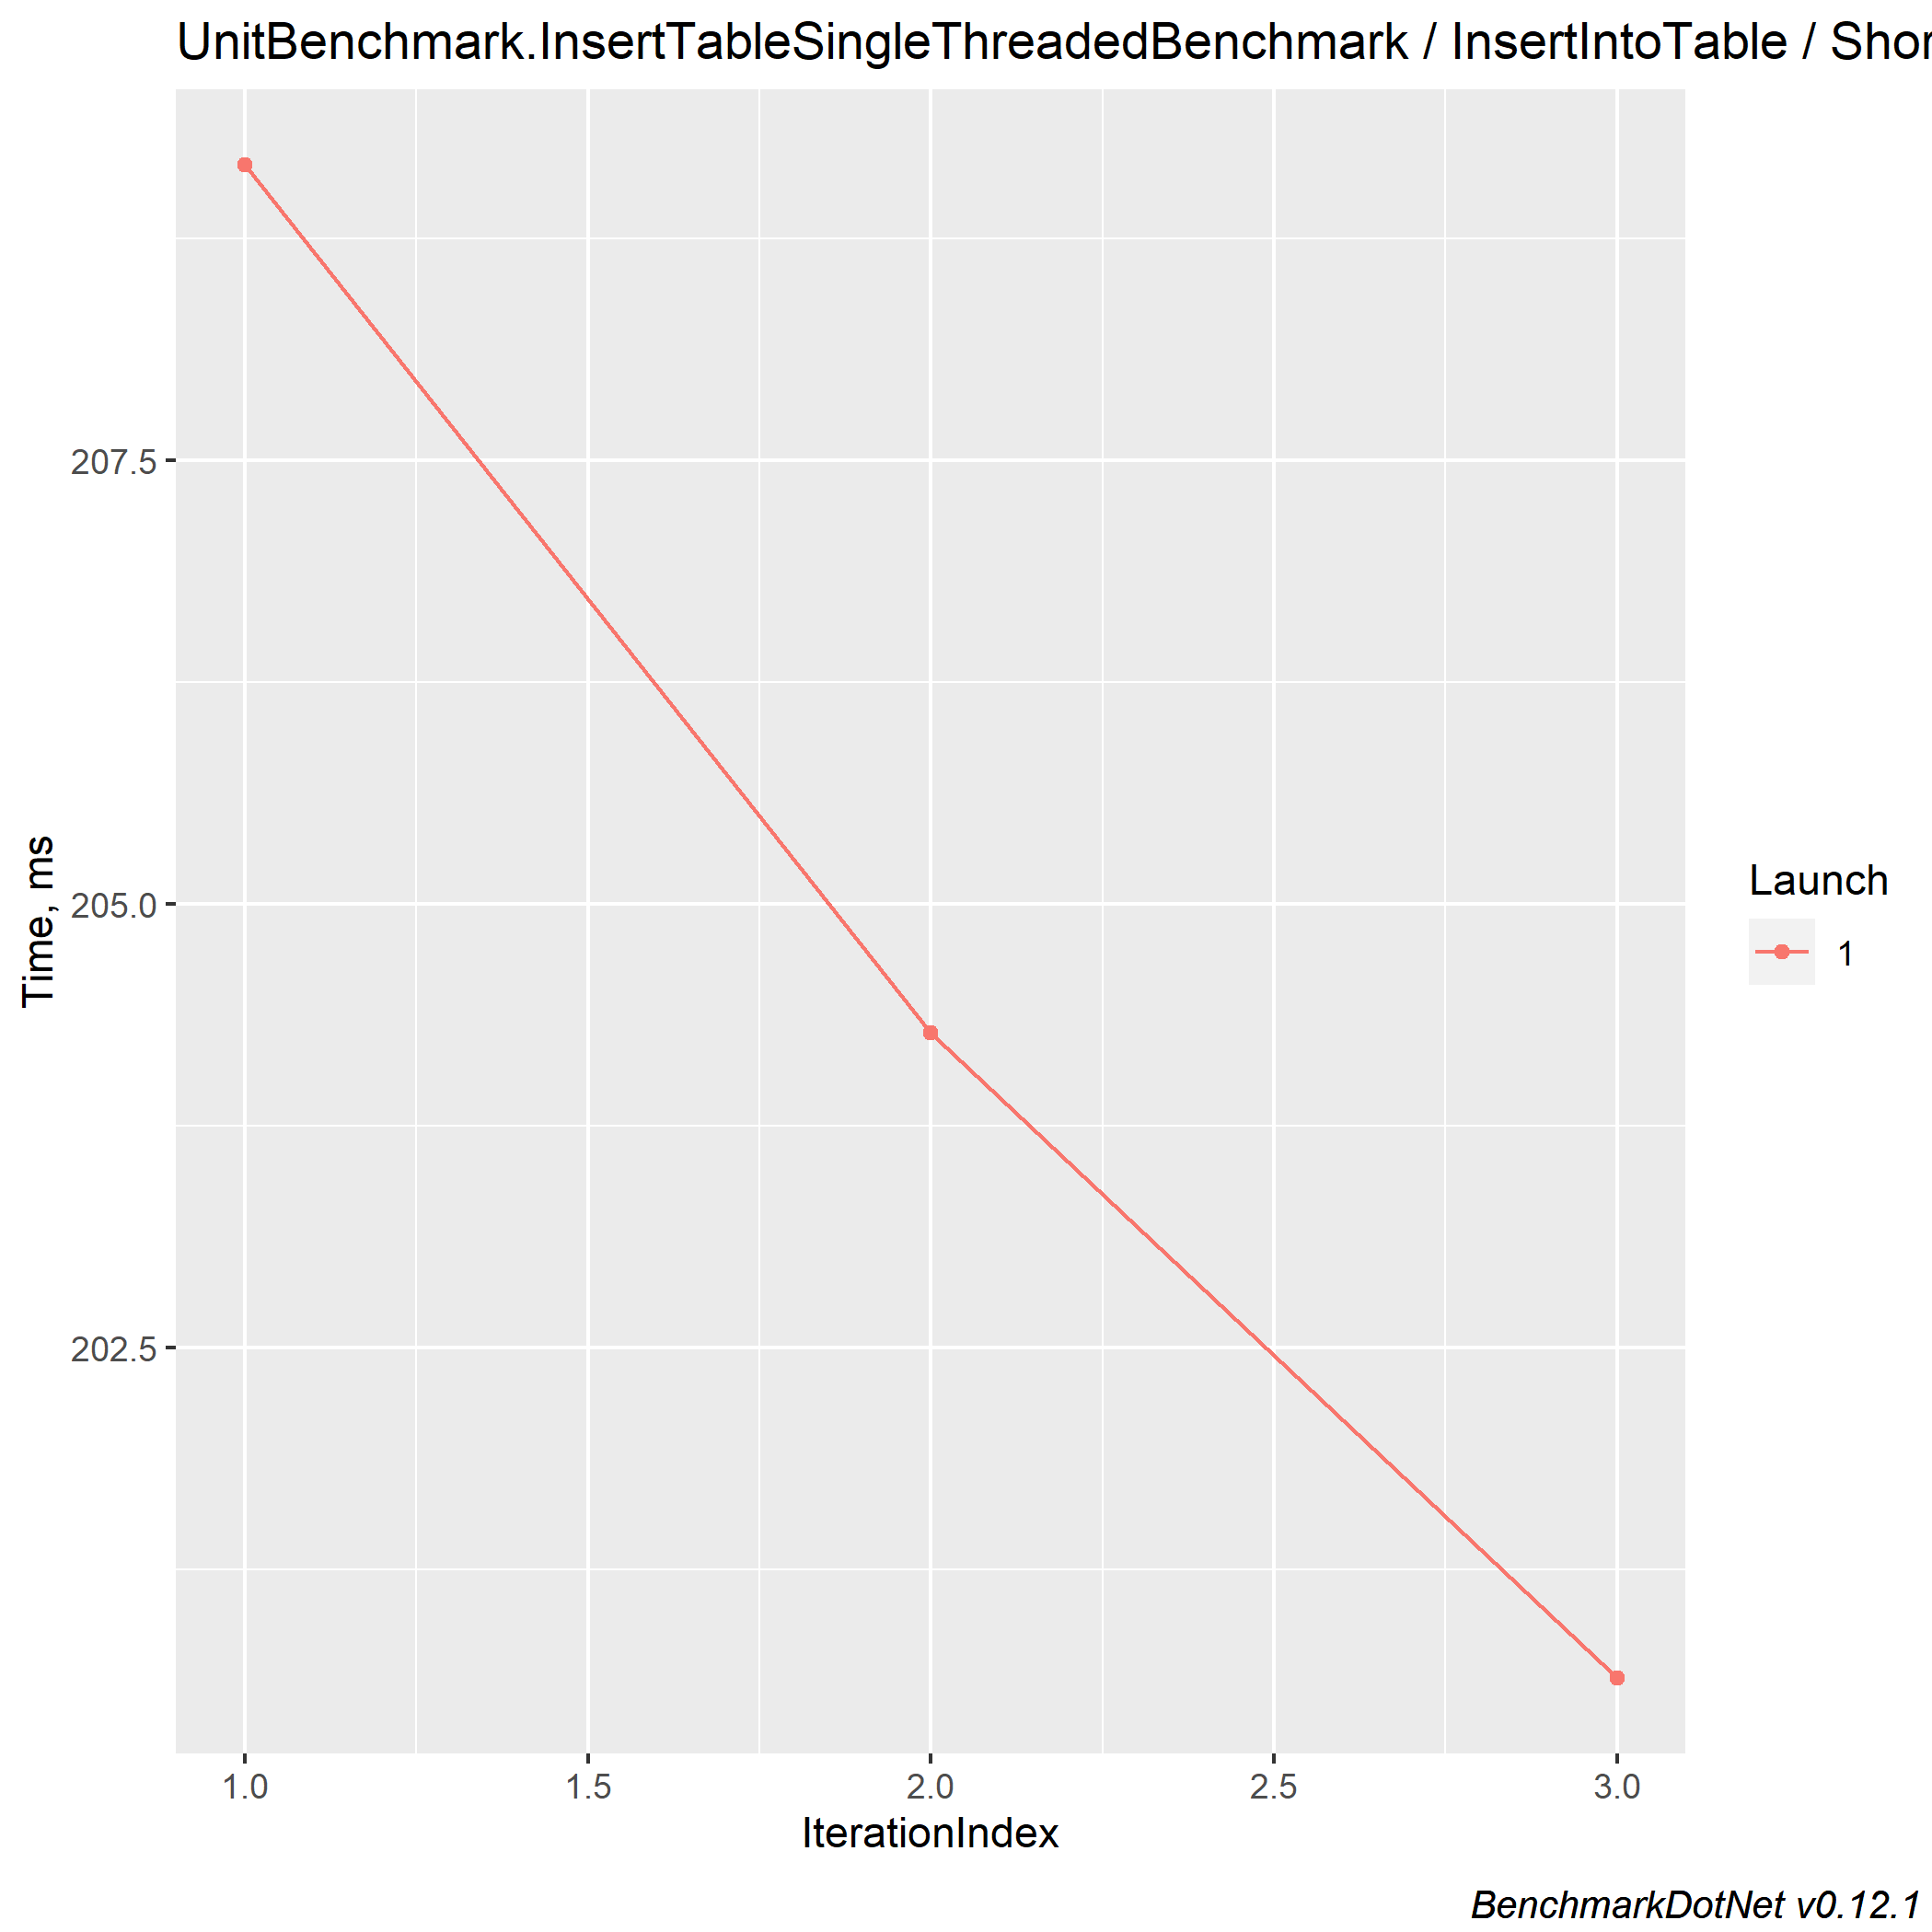 UnitBenchmark.InsertTableSingleThreadedBenchmark / InsertIntoTable / Shor
207.5
205.0
202.5
Time, ms
1.0 1.5 2.0 2.5 3.0
IterationIndex
Launch
1
BenchmarkDotNet v0.12.1